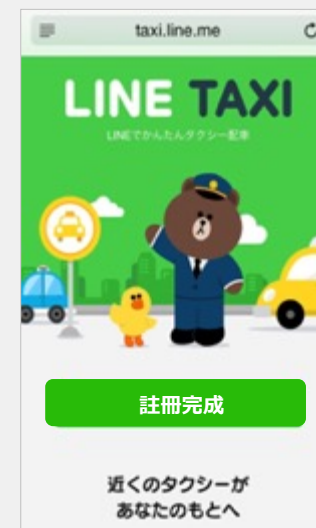 taxi.line.me
LINE TAXI
LINEでかんたんタクシー配車
註冊完成
近くのタクシーが
あなたのもとへ